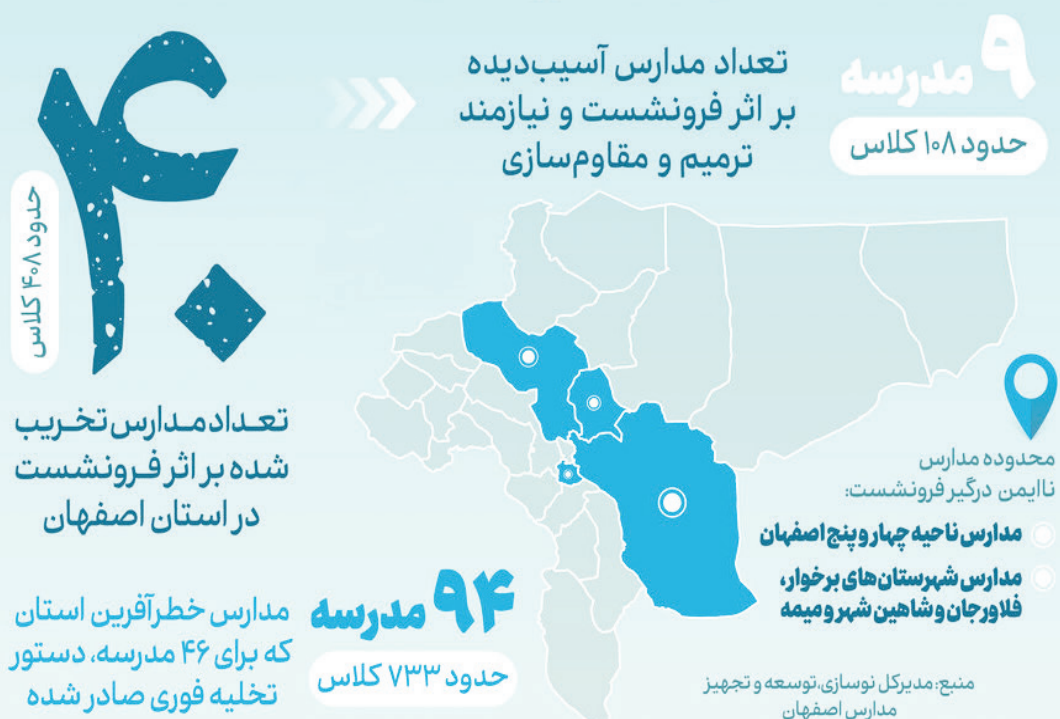 ۹ مدرسه
حدود ۱۰۸ کلاس
تعداد مدارس آسیب‌دیده
بر اثر فرونشست و نیازمند
ترمیم و مقاوم‌سازی
۴۰
حدود ۴۰۸ کلاس
تعداد مدارس تخریب
شده بر اثر فرونشست
در استان اصفهان
محدوده مدارس
ناایمن درگیر فرونشست:
مدارس ناحیه چهار و پنج اصفهان
مدارس شهرستان‌های برخوار،
فلاورجان و شاهین شهر و میمه
۹۴ مدرسه
حدود ۷۳۳ کلاس
مدارس خطرآفرین استان
که برای ۴۶ مدرسه، دستور
تخلیه فوری صادر شده
منبع: مدیرکل نوسازی، توسعه و تجهیز
مدارس اصفهان